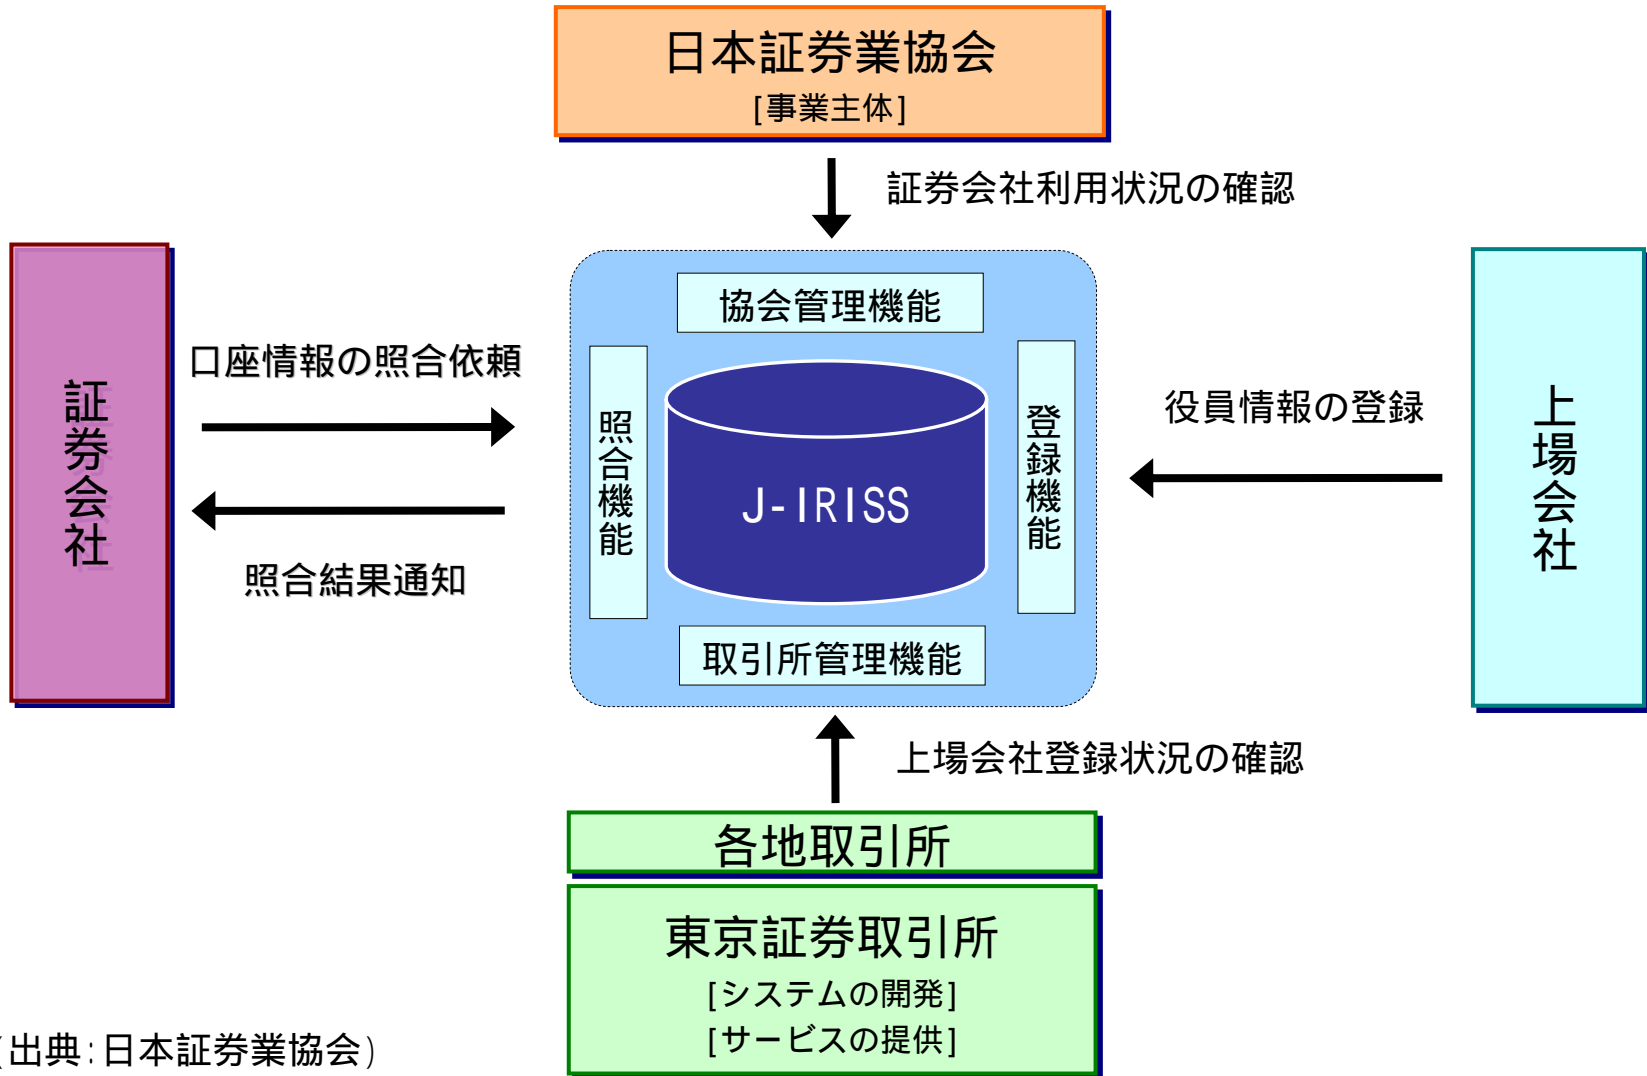 日本証券業協会
[事業主体]
証券会社利用状況の確認
証券会社
口座情報の照合依頼
照合結果通知
協会管理機能
照合機能
J-IRISS
登録機能
取引所管理機能
役員情報の登録
上場会社
上場会社登録状況の確認
各地取引所
東京証券取引所
[システムの開発]
[サービスの提供]
(出典:日本証券業協会)